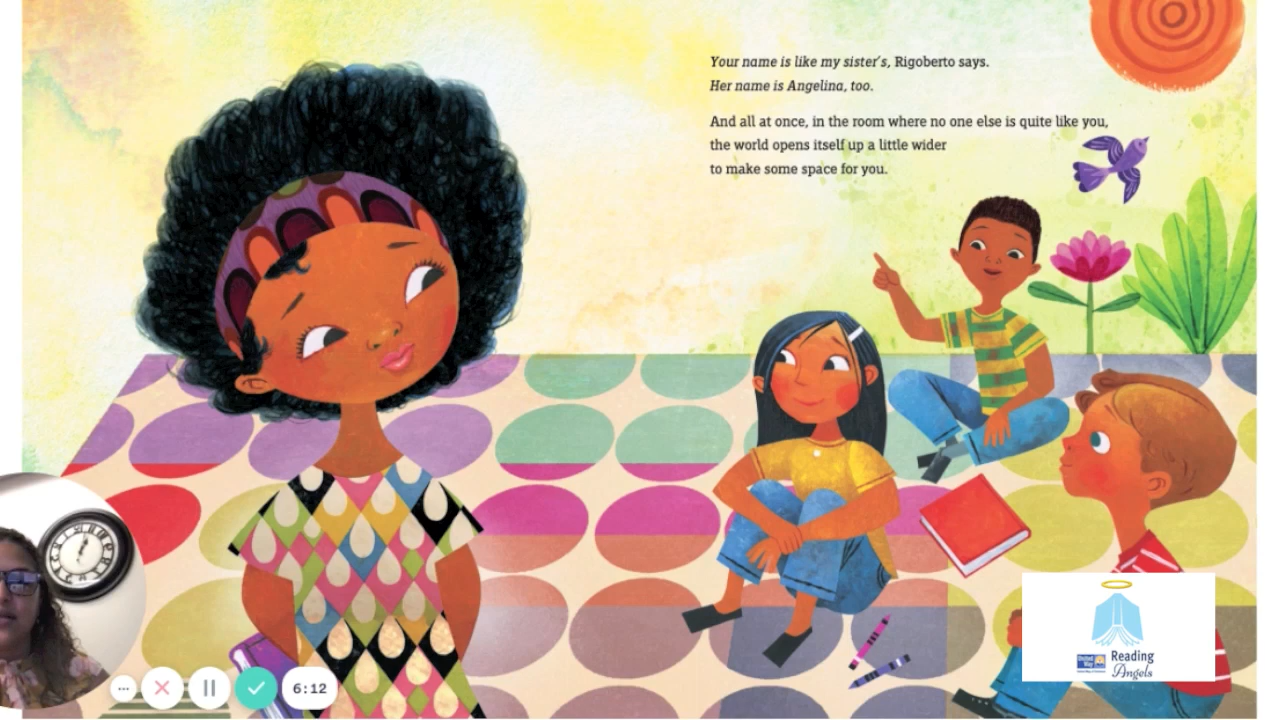 Your name is like my sister's, Rigoberto says.
Her name is Angelina, too.
And all at once, in the room where no one else is quite like you,
the world opens itself up a little wider
to make some space for you.
6:12
United
Way
Reading
Angels